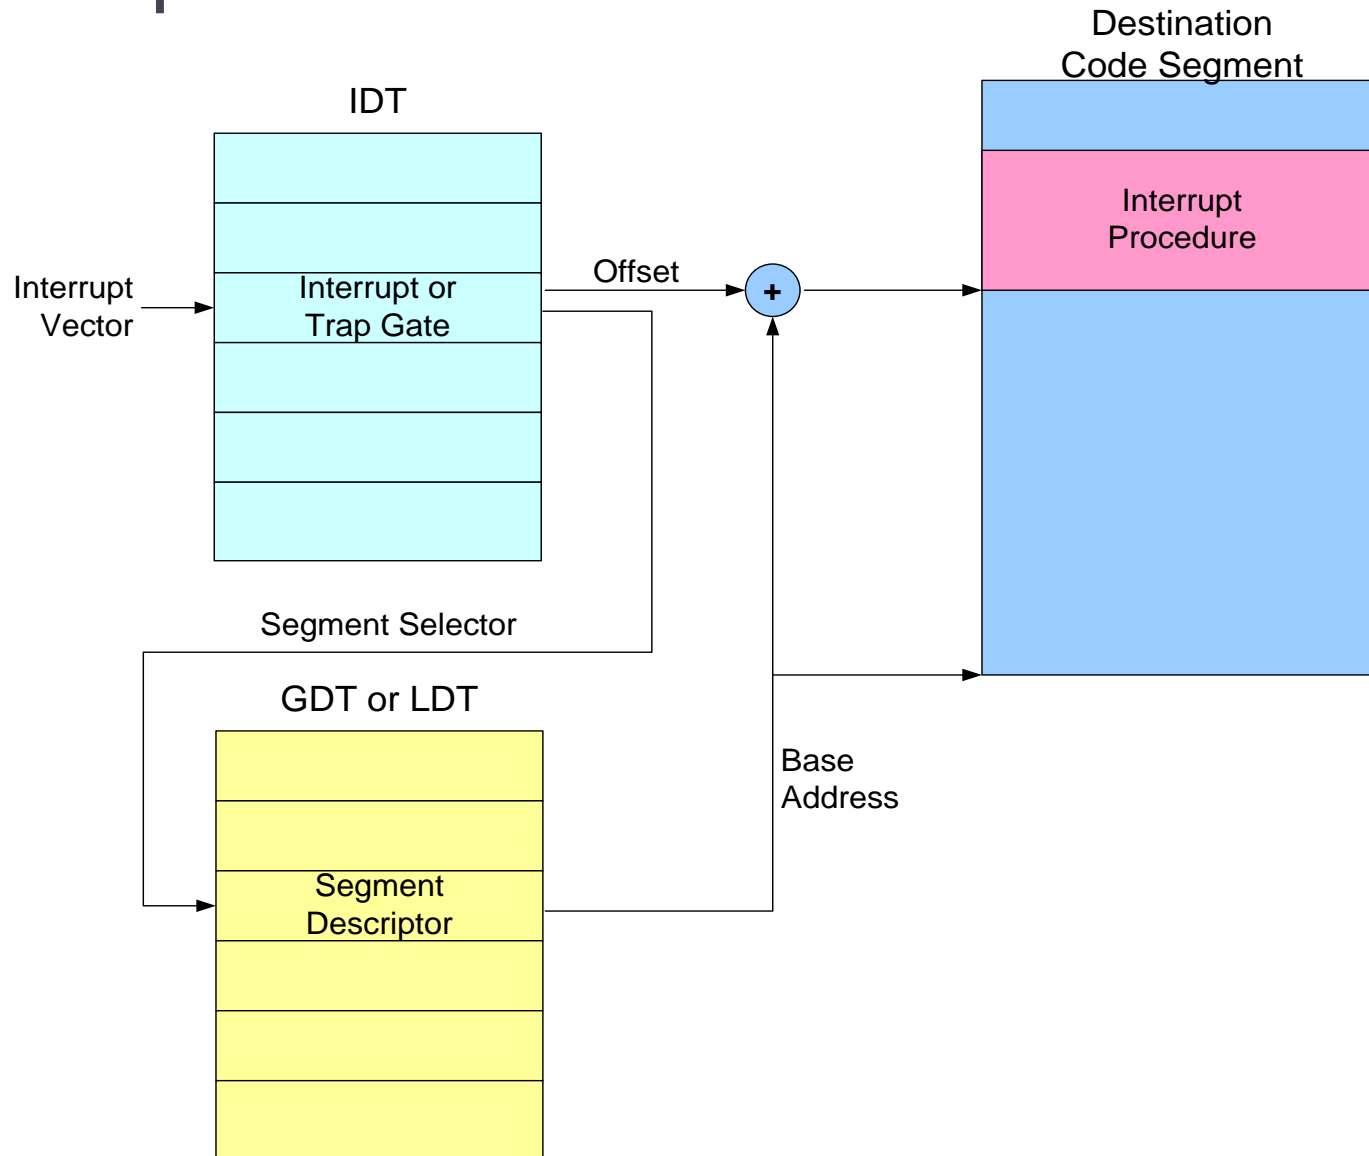 Destination
Code Segment
IDT
Interrupt
Procedure
Offset
Interrupt
Vector
Interrupt or
Trap Gate
+
Segment Selector
GDT or LDT
Base
Address
Segment
Descriptor